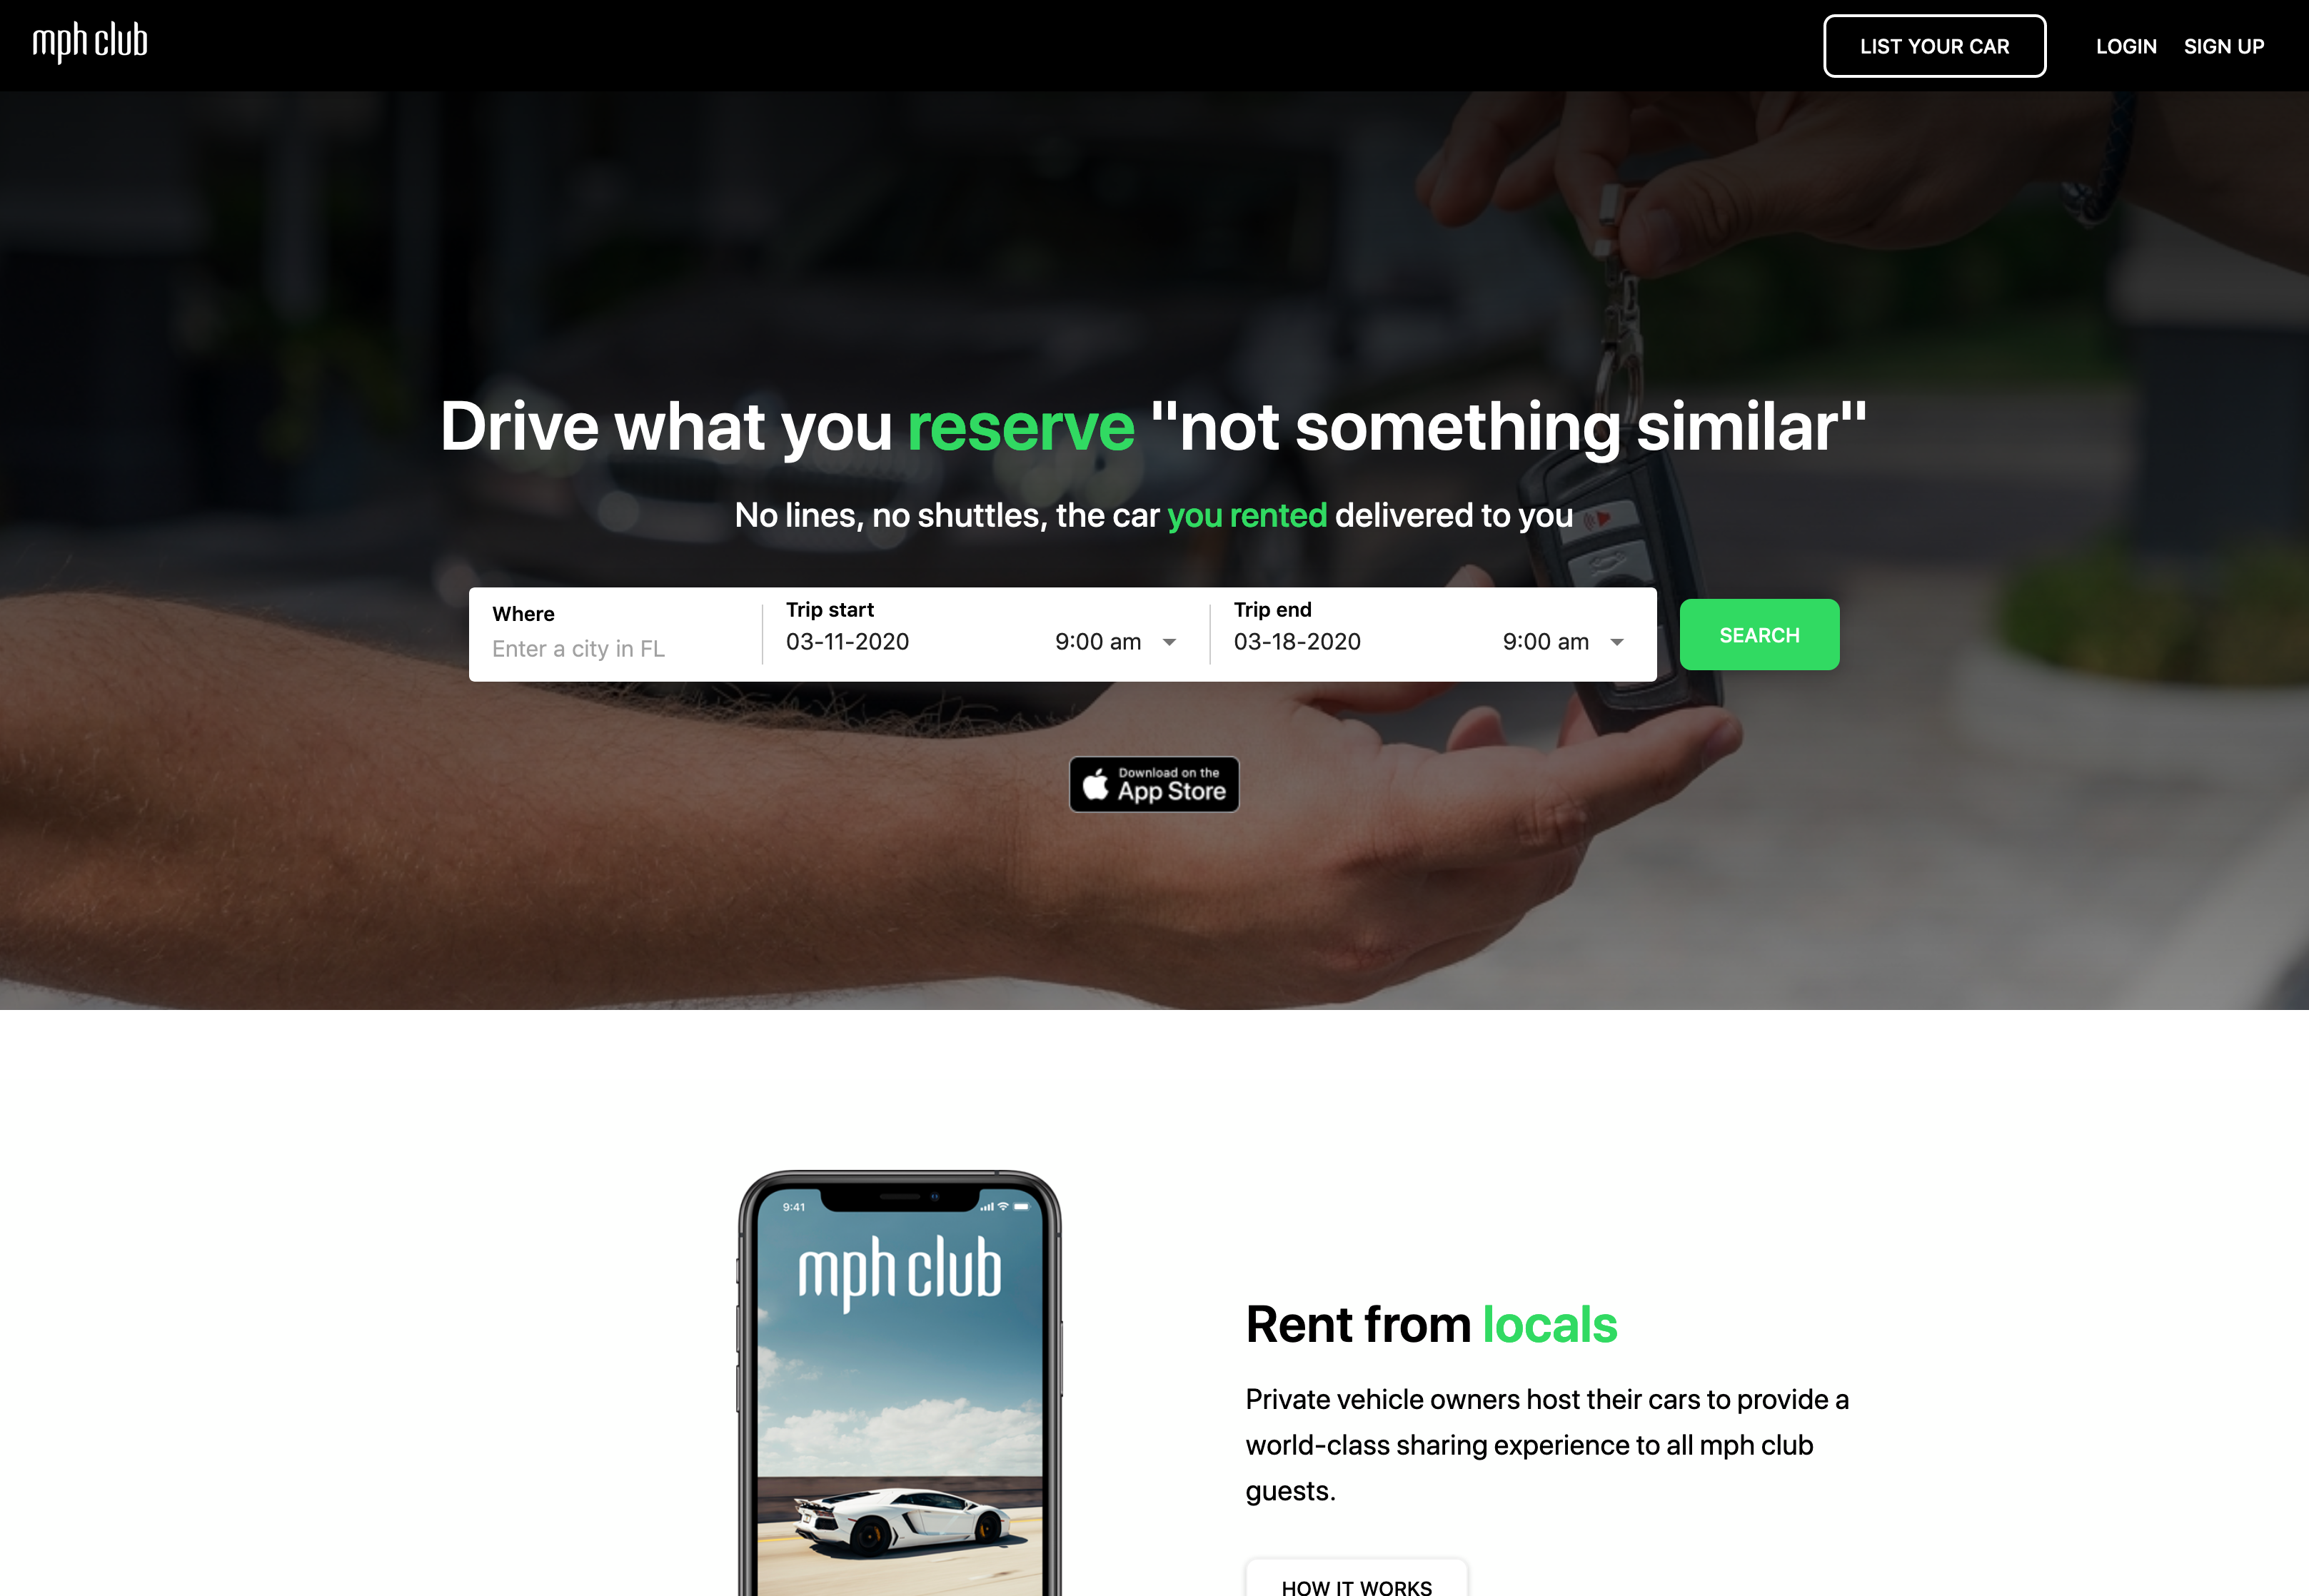 mph club
LIST YOUR CAR
LOGIN
SIGN UP
Drive what you reserve "not something similar"
No lines, no shuttles, the car you rented delivered to you
Where
Enter a city in FL
Trip start
03-11-2020
9:00 am
Trip end
03-18-2020
9:00 am
SEARCH
Download on the
App Store
9:41
mph club
Rent from locals
Private vehicle owners host their cars to provide a
world-class sharing experience to all mph club
guests.
HOW IT WORKS